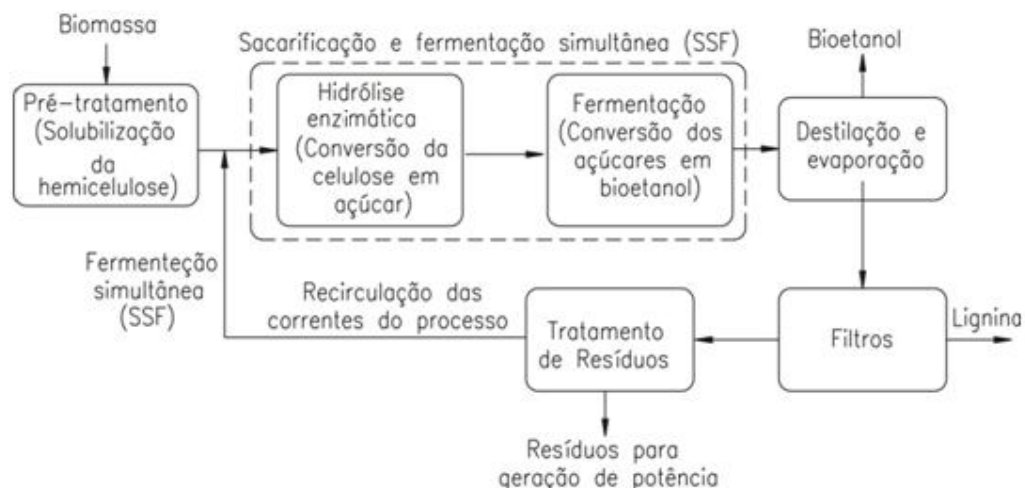 Biomassa
Pré-tratamento
(Solubilização
da
hemicelulose)
Sacarificação e fermentação simultânea (SSF)
Hidrólise
enzimática
(Conversão da
celulose em
açúcar)
Fermentação
(Conversão dos
açúcares em
bioetanol)
Bioetanol
Destilação e
evaporação
Fermenteção
simultânea
(SSF)
Recirculação das
correntes do processo
Tratamento
de Resíduos
Filtros
Lignina
Resíduos para
geração de potência